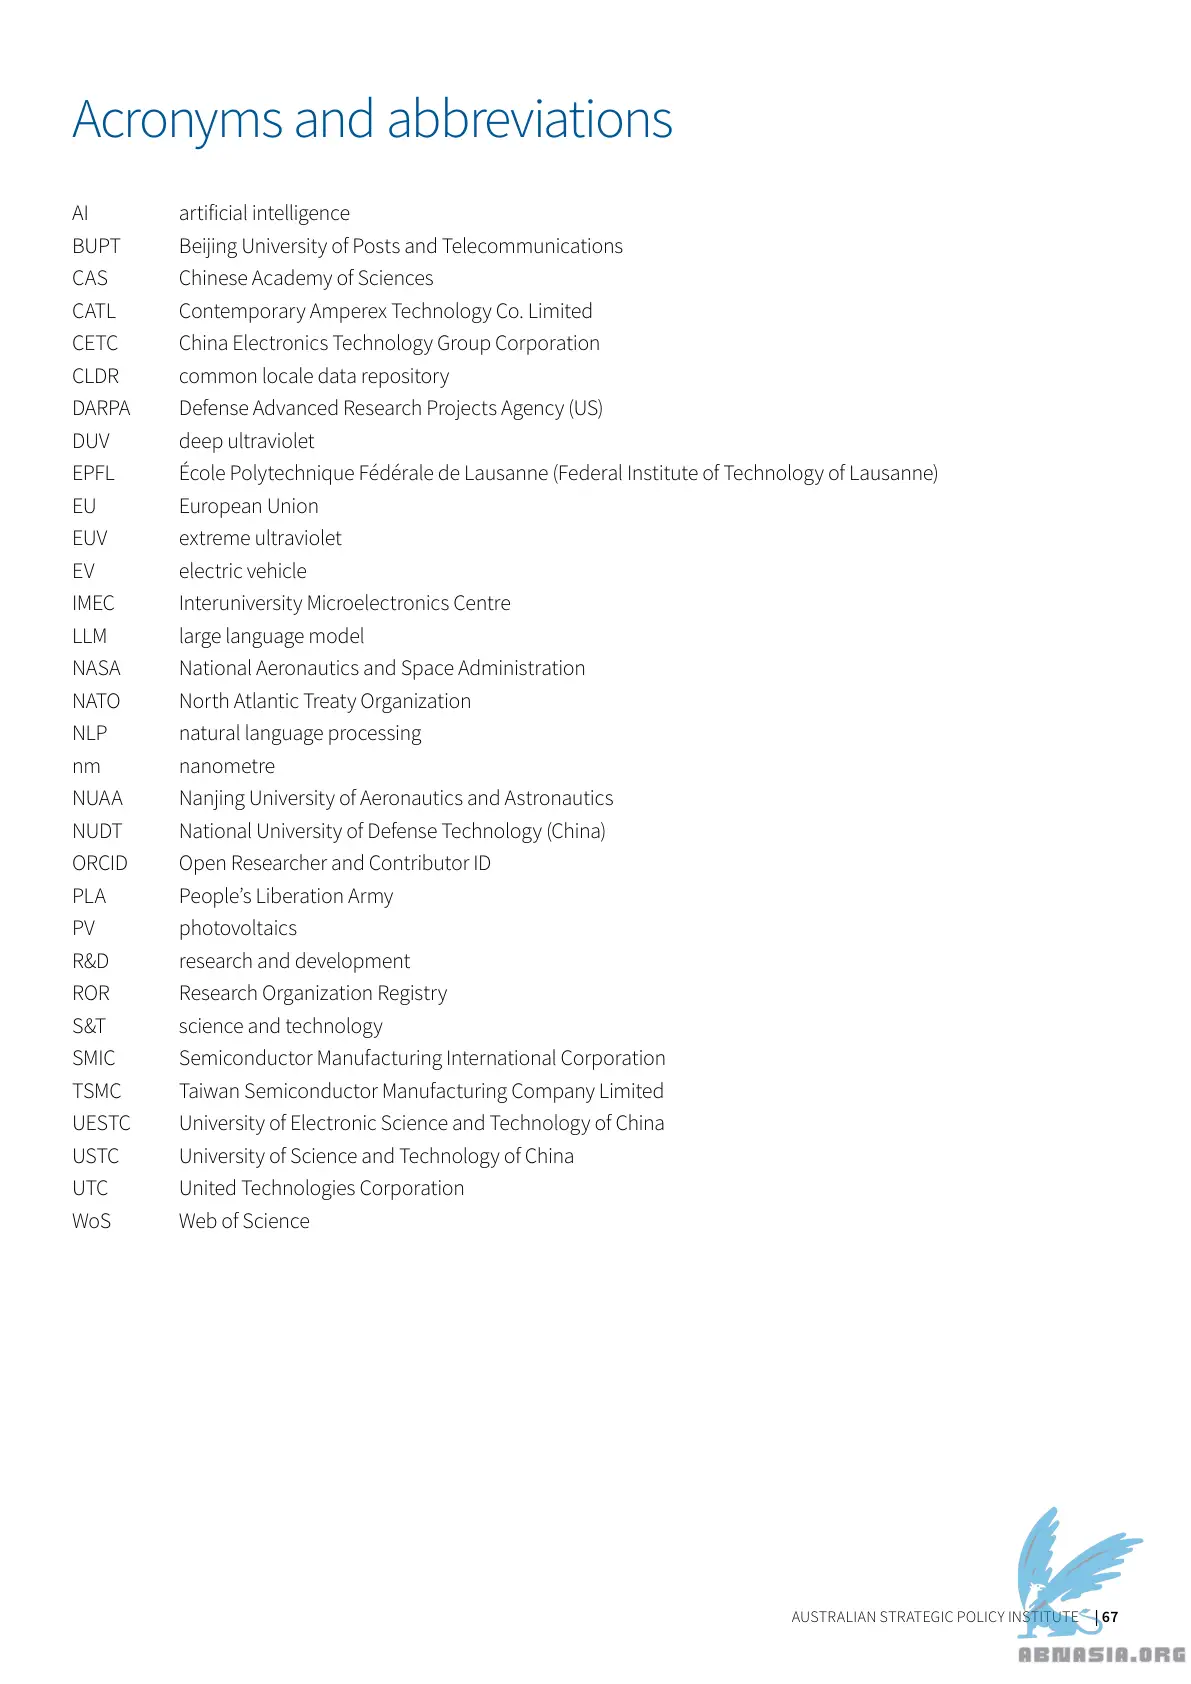 Acronyms and abbreviations
AI artificial intelligence
BUPT Beijing University of Posts and Telecommunications
CAS Chinese Academy of Sciences
CATL Contemporary Amperex Technology Co. Limited
CETC China Electronics Technology Group Corporation
CLDR common locale data repository
DARPA Defense Advanced Research Projects Agency (US)
DUV deep ultraviolet
EPFL École Polytechnique Fédérale de Lausanne (Federal Institute of Technology of Lausanne)
EU European Union
EUV extreme ultraviolet
EV electric vehicle
IMEC Interuniversity Microelectronics Centre
LLM large language model
NASA National Aeronautics and Space Administration
NATO North Atlantic Treaty Organization
NLP natural language processing
nm nanometre
NUAA Nanjing University of Aeronautics and Astronautics
NUDT National University of Defense Technology (China)
ORCID Open Researcher and Contributor ID
PLA People’s Liberation Army
PV photovoltaics
R&D research and development
ROR Research Organization Registry
S&T science and technology
SMIC Semiconductor Manufacturing International Corporation
TSMC Taiwan Semiconductor Manufacturing Company Limited
UESTC University of Electronic Science and Technology of China
USTC University of Science and Technology of China
UTC United Technologies Corporation
WoS Web of Science
AUSTRALIAN STRATEGIC POLICY INSTITUTE | 67
ABNASIA.ORG